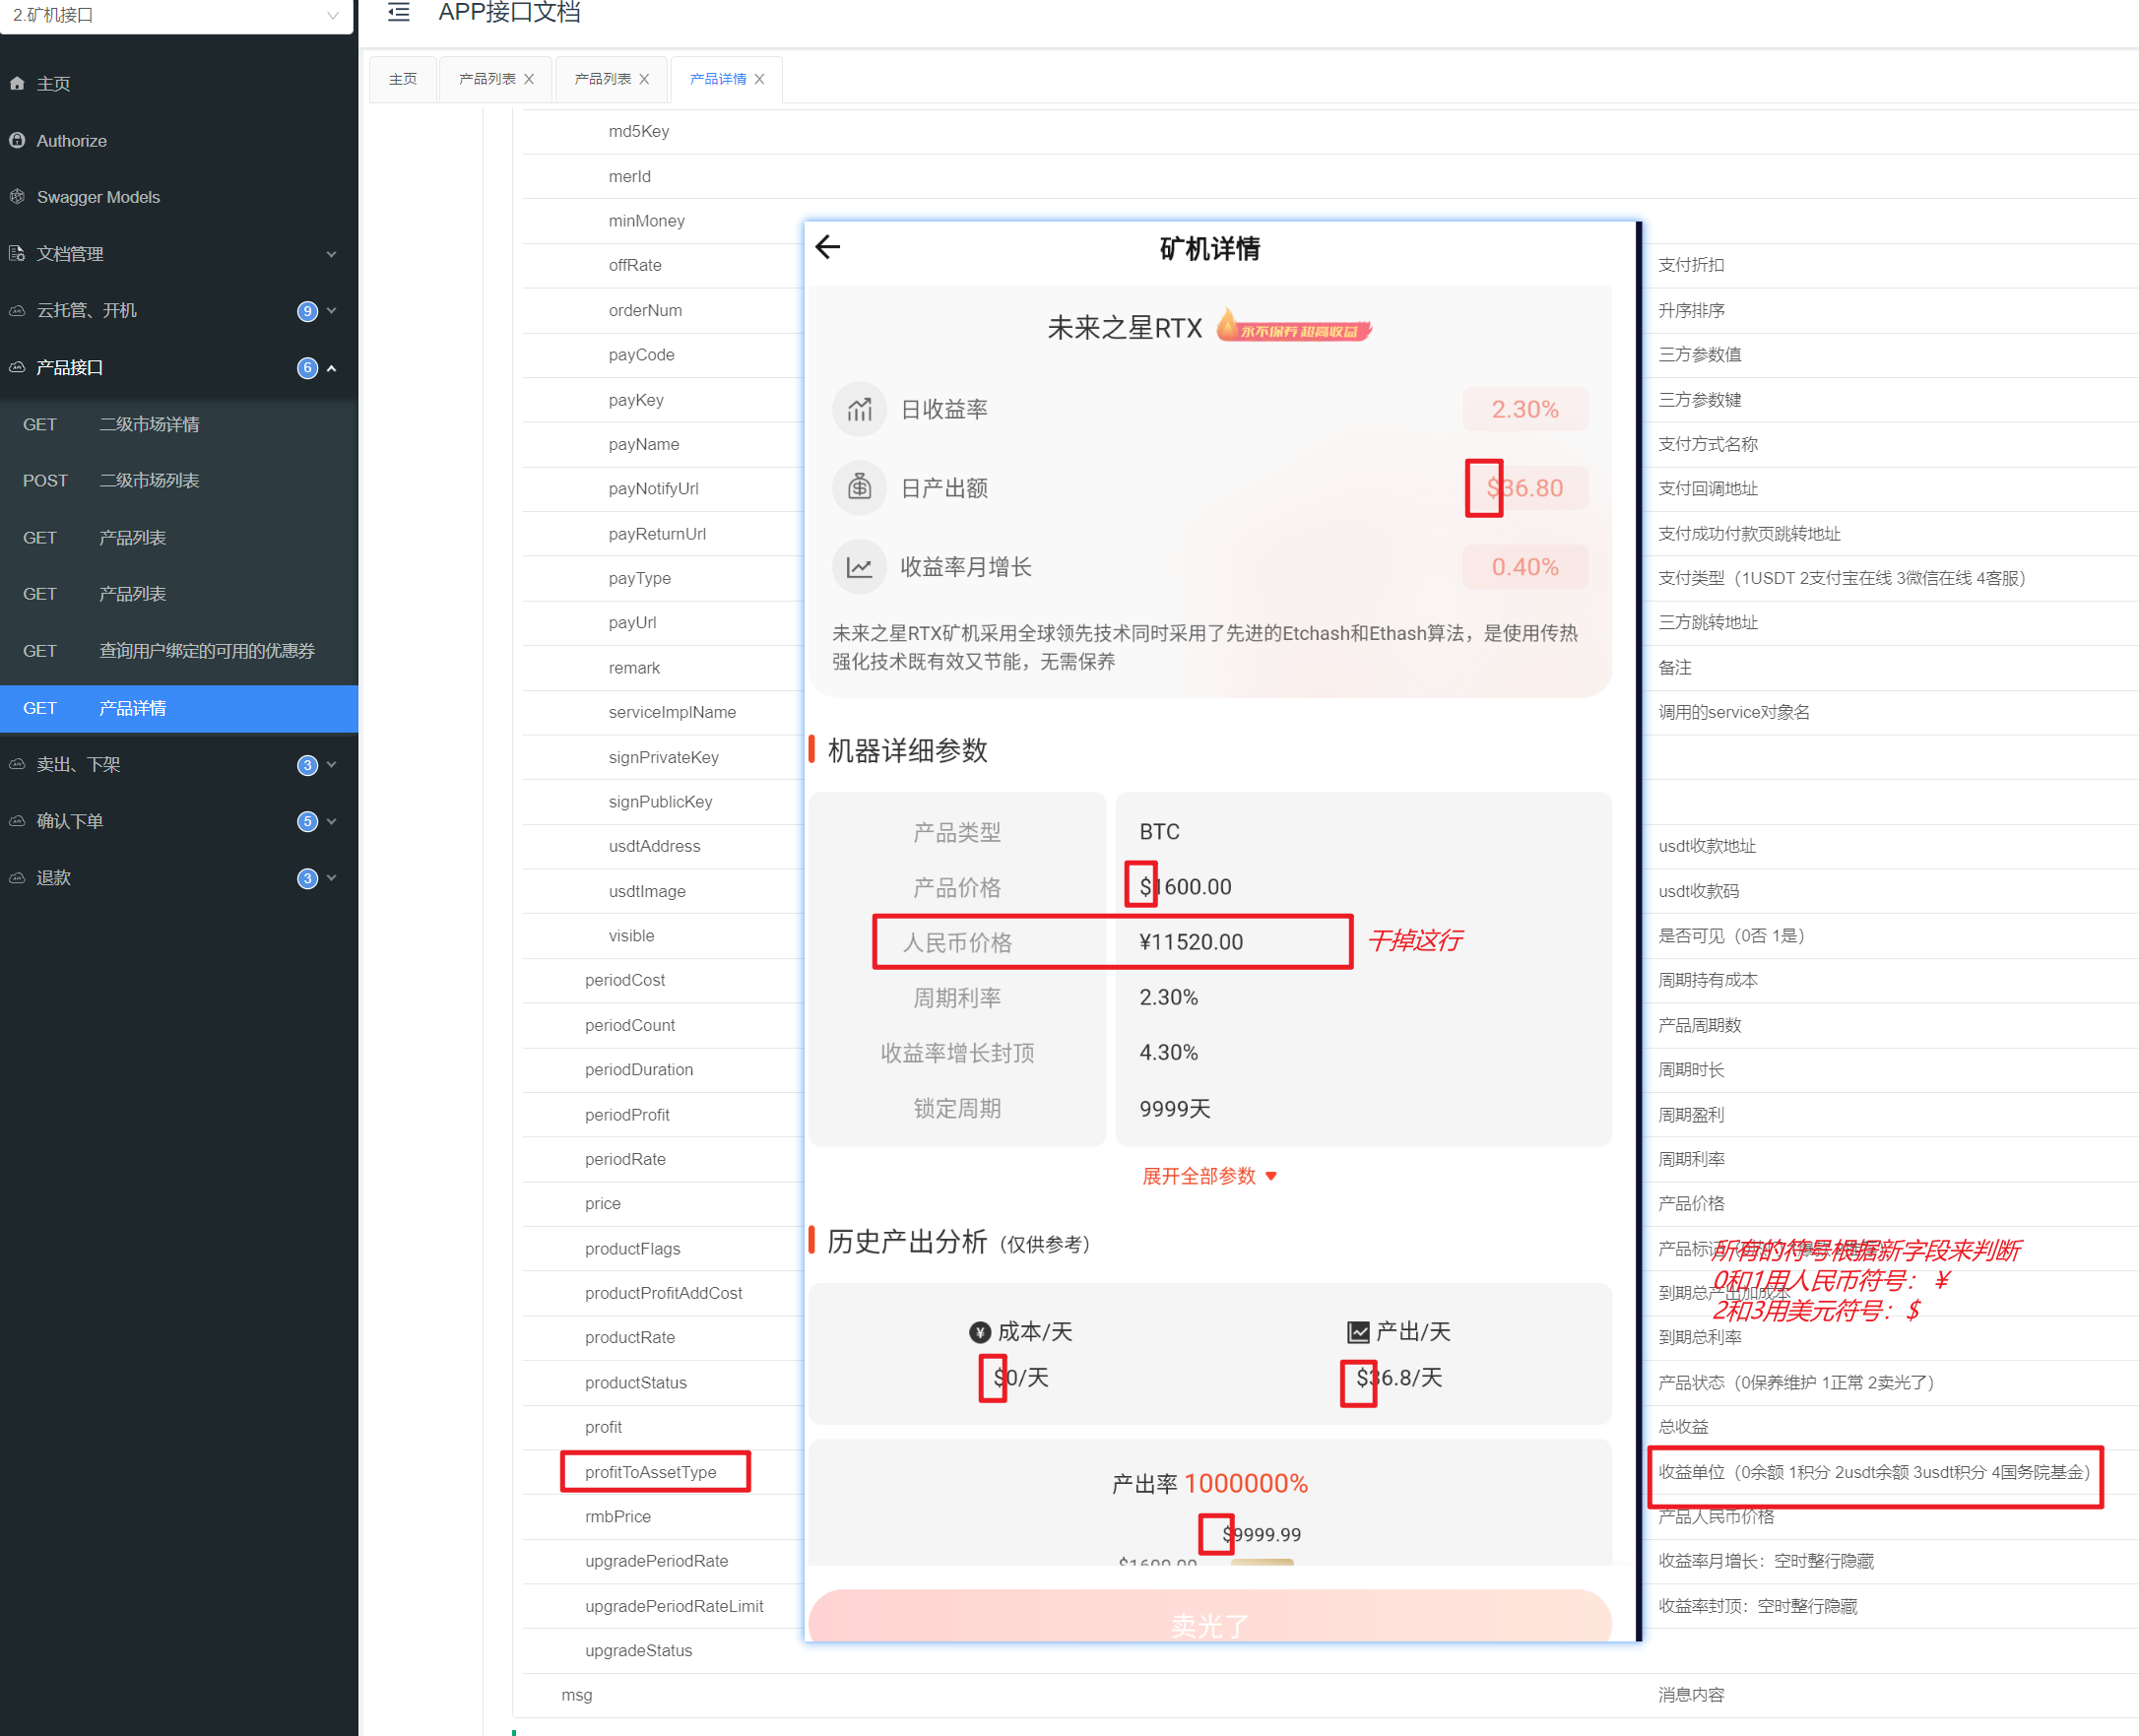 2.矿机接口
APP接口文档
主页
Authorize
Swagger Models
文档管理
云托管、开机 9
产品接口 6
GET 二级市场详情
POST 二级市场列表
GET 产品列表
GET 产品列表
GET 查询用户绑定的可用的优惠券
GET 产品详情
卖出、下架 3
确认下单 5
退款 3
主页
产品列表
产品列表
产品详情
md5Key
merId
minMoney
offRate 支付折扣
orderNum 升序排序
payCode 三方参数值
payKey 三方参数键
payName 支付方式名称
payNotifyUrl 支付回调地址
payReturnUrl 支付成功付款页跳转地址
payType 支付类型（1USDT 2支付宝在线 3微信在线 4客服）
payUrl 三方跳转地址
remark 备注
serviceImplName 调用的service对象名
signPrivateKey
signPublicKey
usdtAddress usdt收款地址
usdtImage usdt收款码
visible 是否可见（0否 1是）
periodCost 周期持有成本
periodCount 产品周期数
periodDuration 周期时长
periodProfit 周期盈利
periodRate 周期利率
price 产品价格
productFlags 产品标
productProfitAddCost 到期总产出加成本
productRate 到期总利率
productStatus 产品状态（0保养维护 1正常 2卖光了）
profit 总收益
profitToAssetType 收益单位（0余额 1积分 2usdt余额 3usdt积分 4国务院基金）
rmbPrice 产品人民币价格
upgradePeriodRate 收益率月增长：空时整行隐藏
upgradePeriodRateLimit 收益率封顶：空时整行隐藏
upgradeStatus
msg 消息内容
矿机详情
未来之星RTX 永不保养 超高收益
日收益率 2.30%
日产出额 $36.80
收益率月增长 0.40%
未来之星RTX矿机采用全球领先技术同时采用了先进的Etchash和Ethash算法，是使用传热
强化技术既有效又节能，无需保养
机器详细参数
产品类型 BTC
产品价格 $1600.00
人民币价格 ¥11520.00
干掉这行
周期利率 2.30%
收益率增长封顶 4.30%
锁定周期 9999天
展开全部参数
历史产出分析（仅供参考）
成本/天 产出/天
$0/天 $36.8/天
产出率 1000000%
$9999.99
$1600.00
卖光了
所有的符号根据新字段来判断
0和1用人民币符号：¥
2和3用美元符号：$